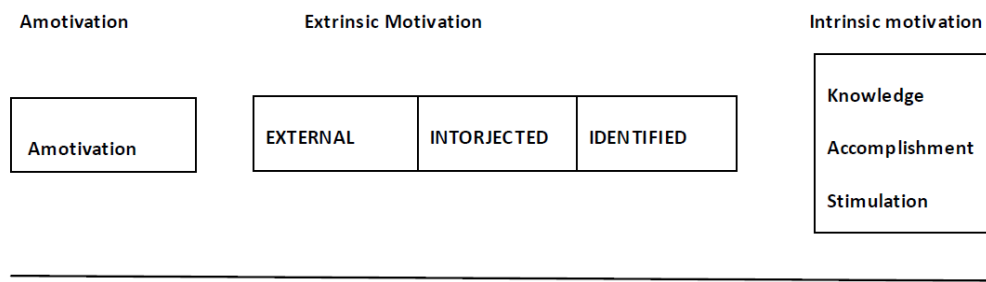 Amotivation
Extrinsic Motivation
Intrinsic motivation
Amotivation
EXTERNAL
INTORJECTED
IDENTIFIED
Knowledge
Accomplishment
Stimulation